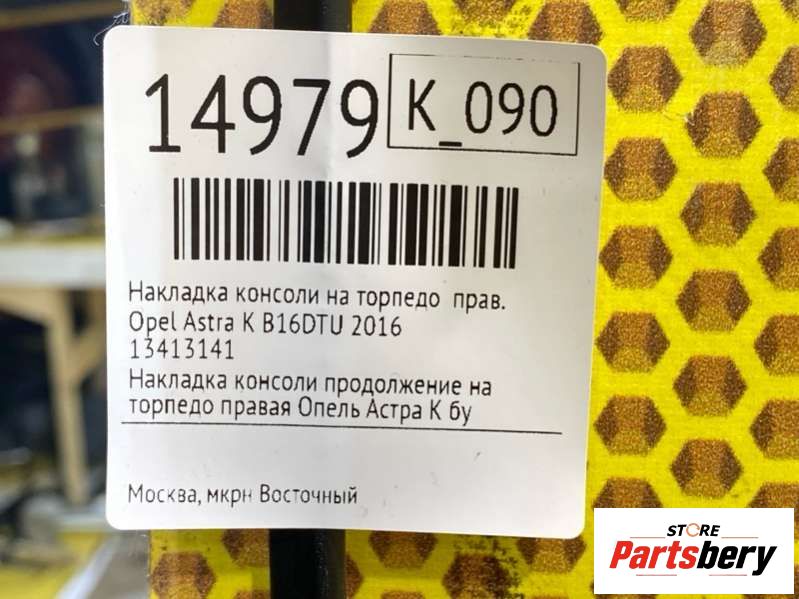 14979
K_090
Накладка консоли на торпедо прав.
Opel Astra K B16DTU 2016
13413141
Накладка консоли продолжение на
торпедо правая Опель Астра К бу
Москва, мкрн Восточный
STORE
Partsbery